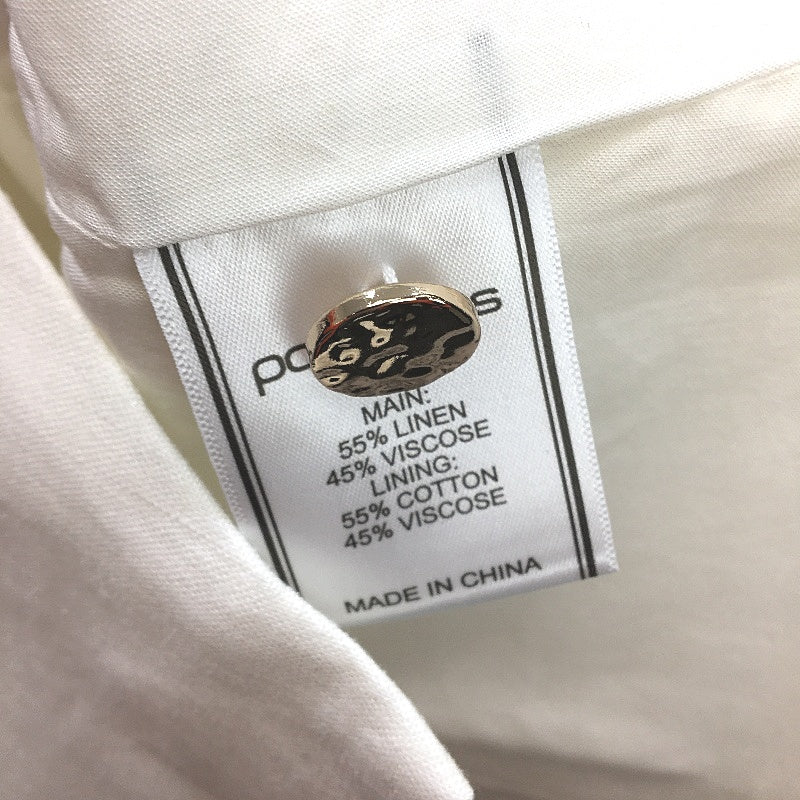 MAIN:
55% LINEN
45% VISCOSE
LINING:
55% COTTON
45% VISCOSE
MADE IN CHINA